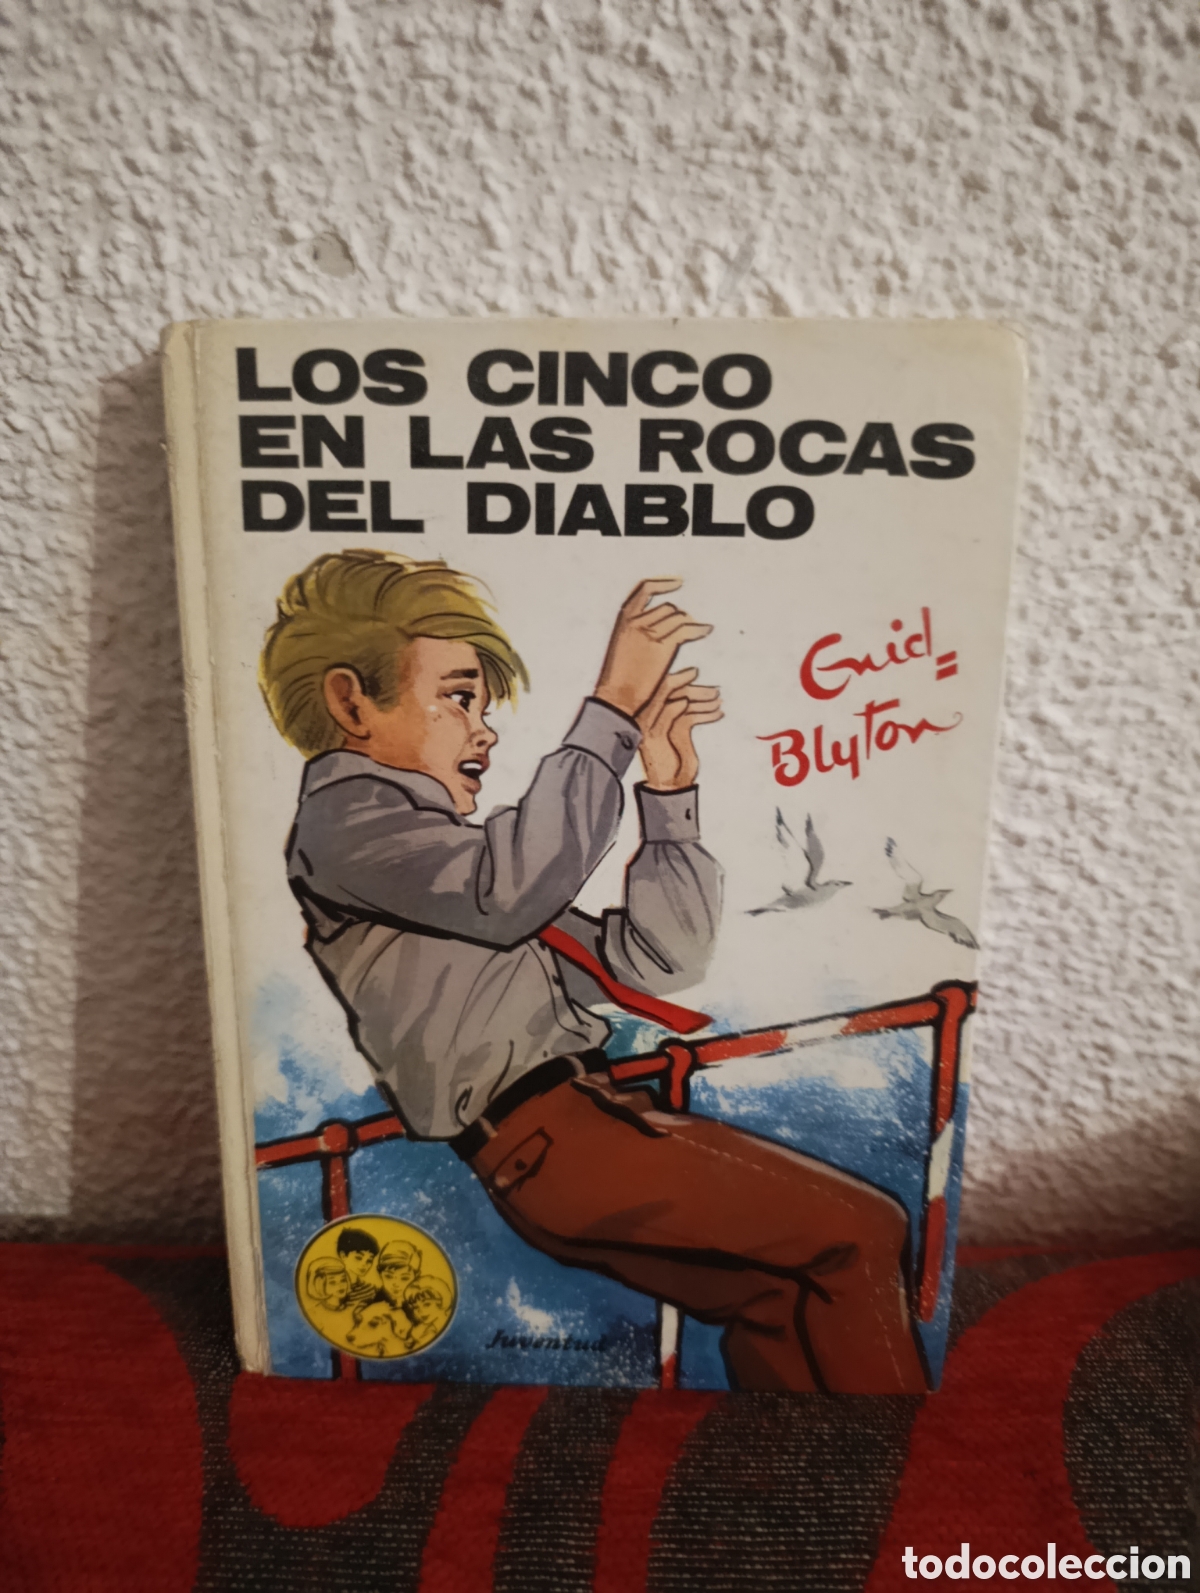 LOS CINCO
EN LAS ROCAS
DEL DIABLO
Enid
Blyton
Juventud
todocoleccion